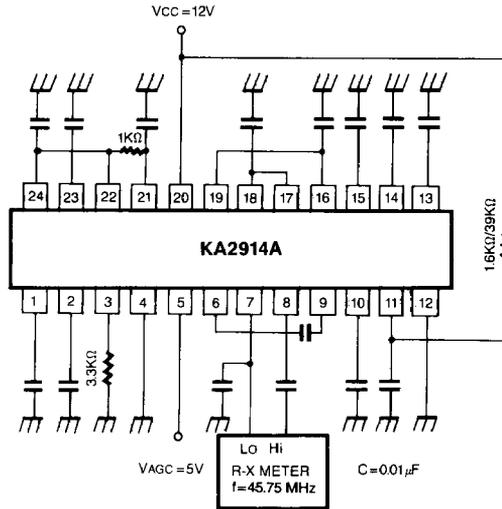 VCC=12V
1KΩ
24 23 22 21 20 19 18 17 16 15 14 13
KA2914A
1.6KΩ/39KΩ
1 2 3 4 5 6 7 8 9 10 11 12
3.3KΩ
VAGC=5V
LO Hi
R-X METER
f=45.75 MHz
C=0.01μF